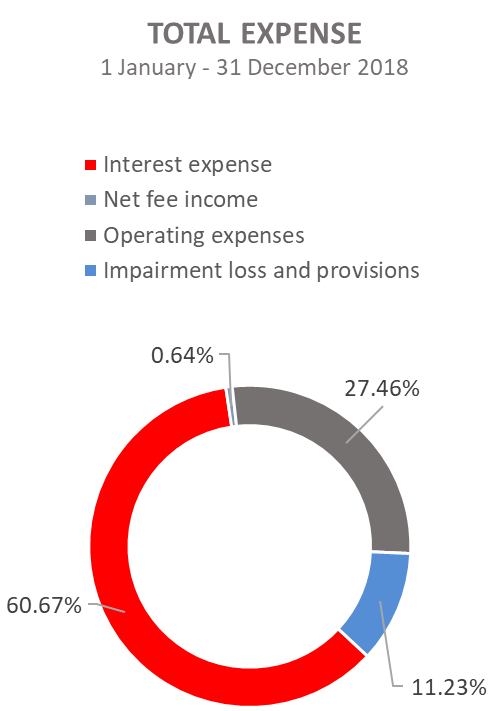 TOTAL EXPENSE
1 January - 31 December 2018
Interest expense
Net fee income
Operating expenses
Impairment loss and provisions
0.64%
27.46%
60.67%
11.23%